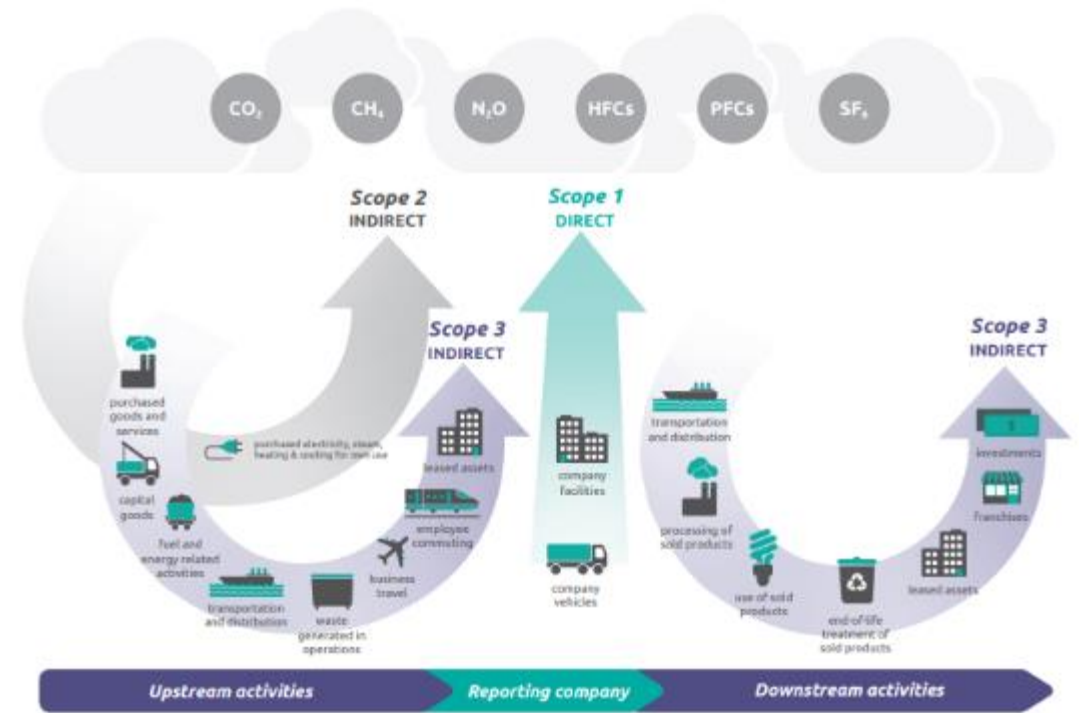 CO₂
CH₄
N₂O
HFCs
PFCs
SF₆
Scope 2
INDIRECT
Scope 1
DIRECT
Scope 3
INDIRECT
Scope 3
INDIRECT
purchased
goods and
services
capital
goods
fuel and
energy related
activities
transportation
and distribution
waste
generated in
operations
business
travel
employee
commuting
leased assets
purchased electricity, steam,
heating & cooling for own use
company
facilities
company
vehicles
transportation
and distribution
processing of
sold products
use of sold
products
end-of-life
treatment of
sold products
leased assets
franchises
investments
$
Upstream activities
Reporting company
Downstream activities